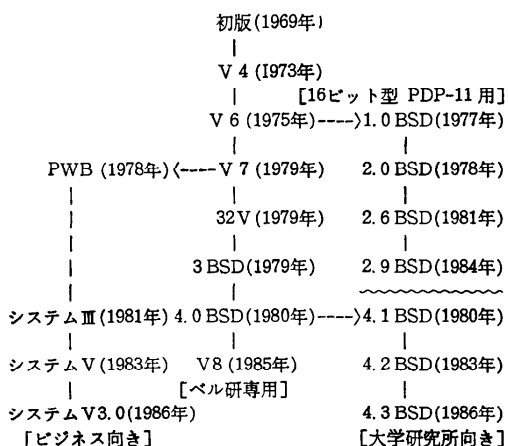 初版(1969年)
V 4 (I973年)
[16ビット型 PDP-11 用]
V 6 (1975年)----〉1.0 BSD(1977年)
PWB (1978年)〈----V 7 (1979年) 2.0 BSD(1978年)
32V (1979年) 2.6 BSD(1981年)
3 BSD(1979年) 2.9 BSD(1984年)
システムⅢ(1981年) 4.0 BSD(1980年)----〉4.1 BSD(1980年)
システムV (1983年) V8 (1985年) 4.2 BSD(1983年)
[ベル研専用]
システムV3.0(1986年) 4.3 BSD(1986年)
[ビジネス向き] [大学研究所向き]